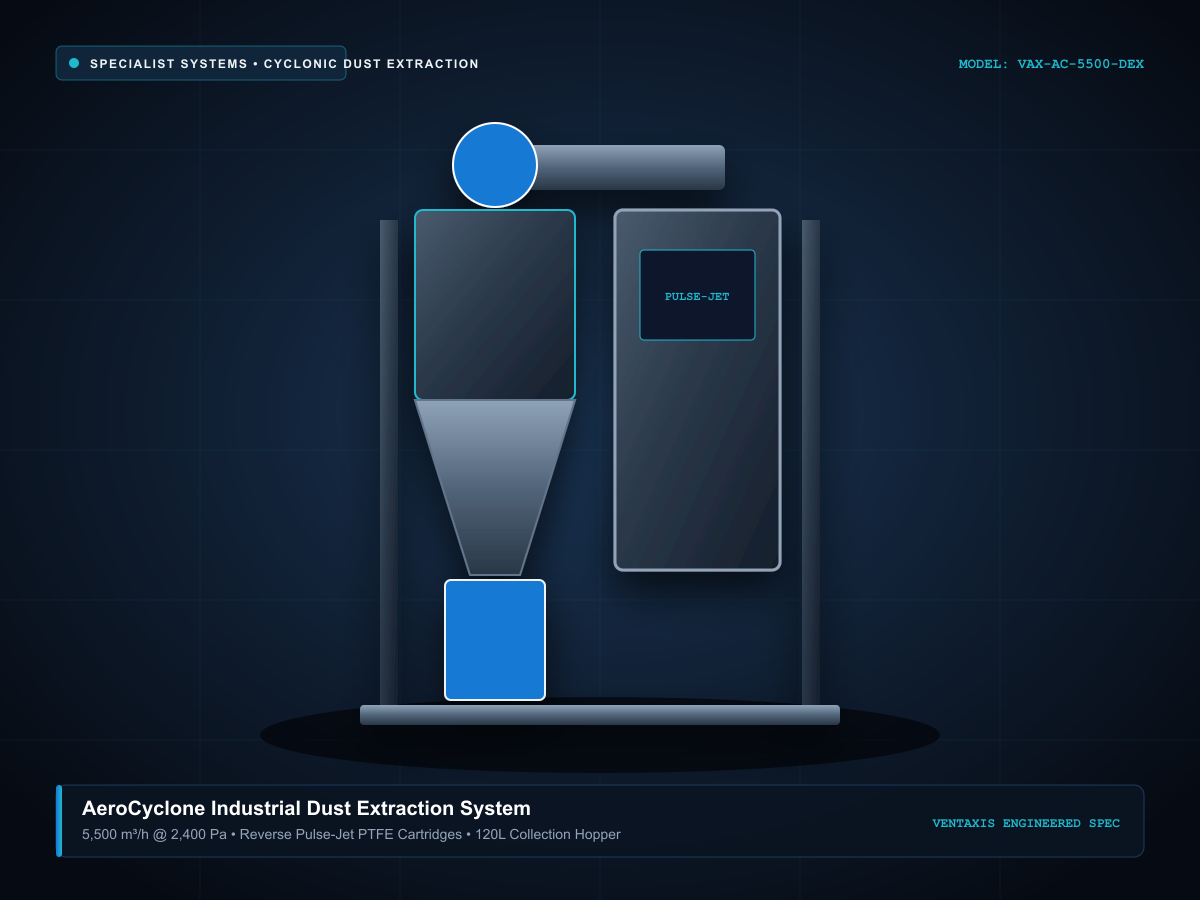 SPECIALIST SYSTEMS • CYCLONIC DUST EXTRACTION
MODEL: VAX-AC-5500-DEX
PULSE-JET
AeroCyclone Industrial Dust Extraction System
5,500 m³/h @ 2,400 Pa • Reverse Pulse-Jet PTFE Cartridges • 120L Collection Hopper
VENTAXIS ENGINEERED SPEC